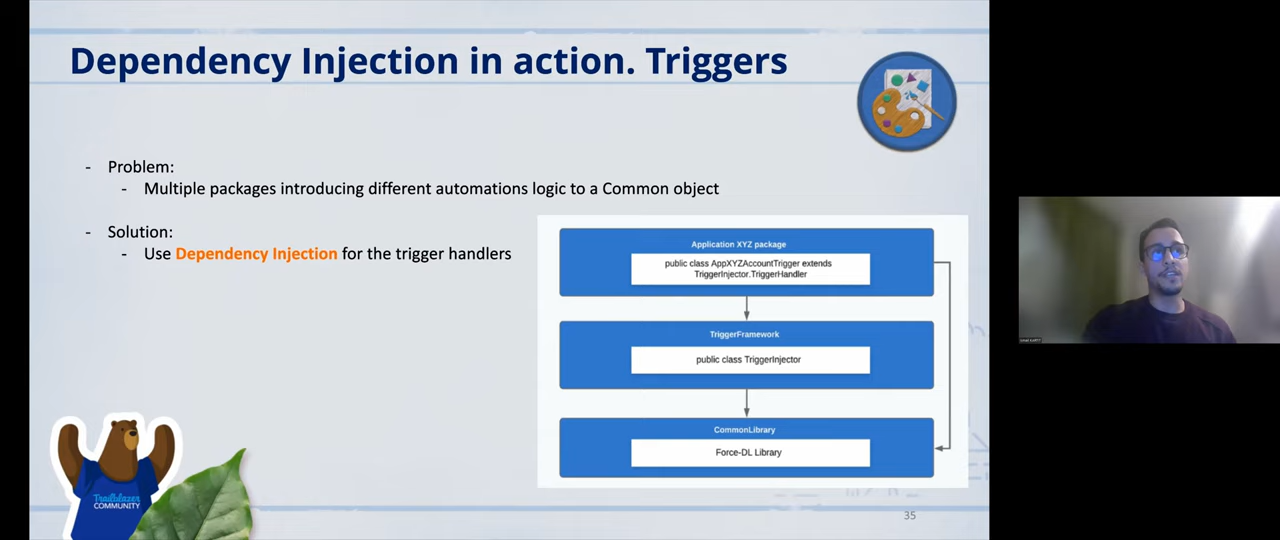 Dependency Injection in action. Triggers
- Problem:
- Multiple packages introducing different automations logic to a Common object
- Solution:
- Use Dependency Injection for the trigger handlers
Application XYZ package
public class AppXYZAccountTrigger extends
TriggerInjector.TriggerHandler
TriggerFramework
public class TriggerInjector
CommonLibrary
Force-DL Library
Trailblazer
COMMUNITY
35